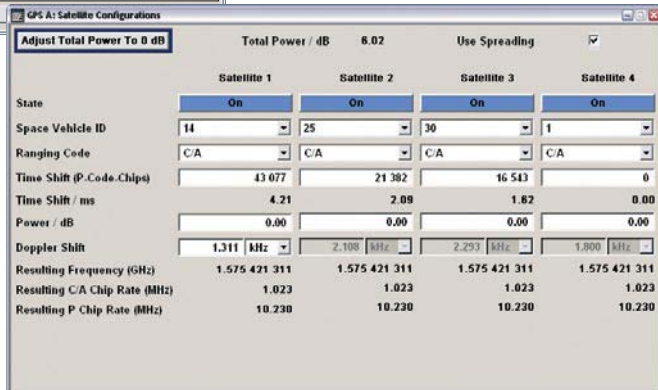 GPS A: Satellite Configurations
Adjust Total Power To 0 dB Total Power / dB 6.02 Use Spreading
Satellite 1 Satellite 2 Satellite 3 Satellite 4
State On On On On
Space Vehicle ID 14 25 30 1
Ranging Code C/A C/A C/A C/A
Time Shift (P-Code-Chips) 43 077 21 382 16 543 0
Time Shift / ms 4.21 2.09 1.62 0.00
Power / dB 0.00 0.00 0.00 0.00
Doppler Shift 1.311 kHz 2.108 kHz 2.293 kHz 1.800 kHz
Resulting Frequency (GHz) 1.575 421 311 1.575 421 311 1.575 421 311 1.575 421 311
Resulting C/A Chip Rate (MHz) 1.023 1.023 1.023 1.023
Resulting P Chip Rate (MHz) 10.230 10.230 10.230 10.230